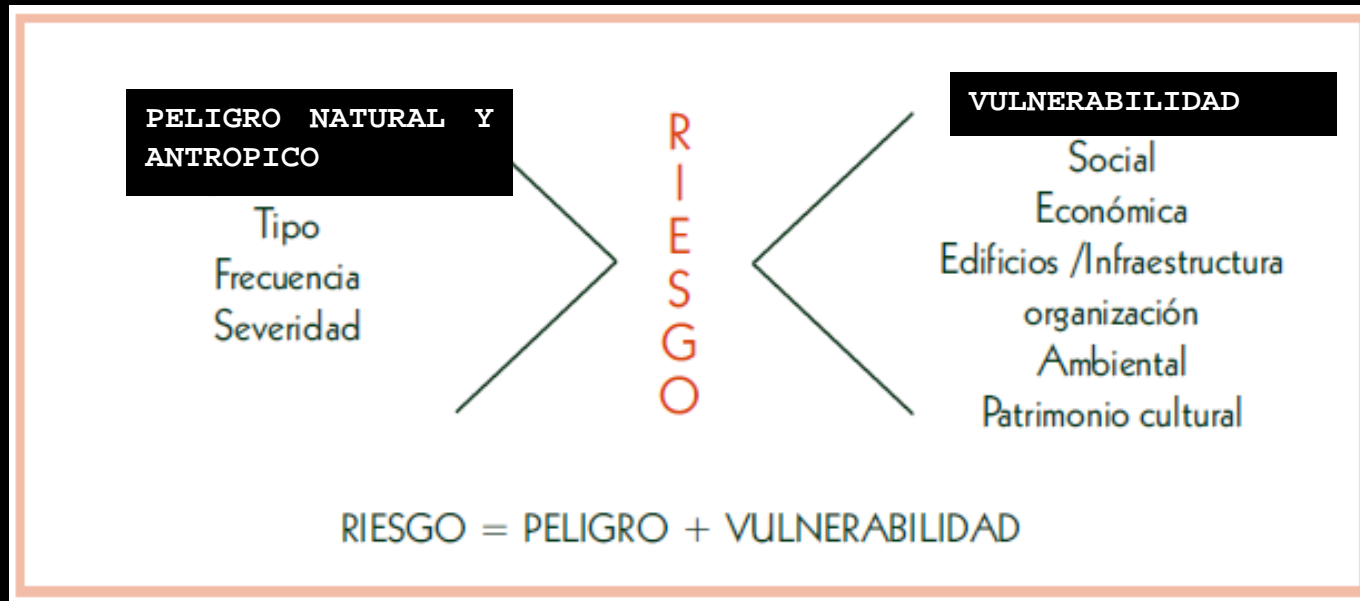 PELIGRO NATURAL Y
ANTROPICO
Tipo
Frecuencia
Severidad
R
I
E
S
G
O
VULNERABILIDAD
Social
Económica
Edificios /Infraestructura
organización
Ambiental
Patrimonio cultural
RIESGO = PELIGRO + VULNERABILIDAD